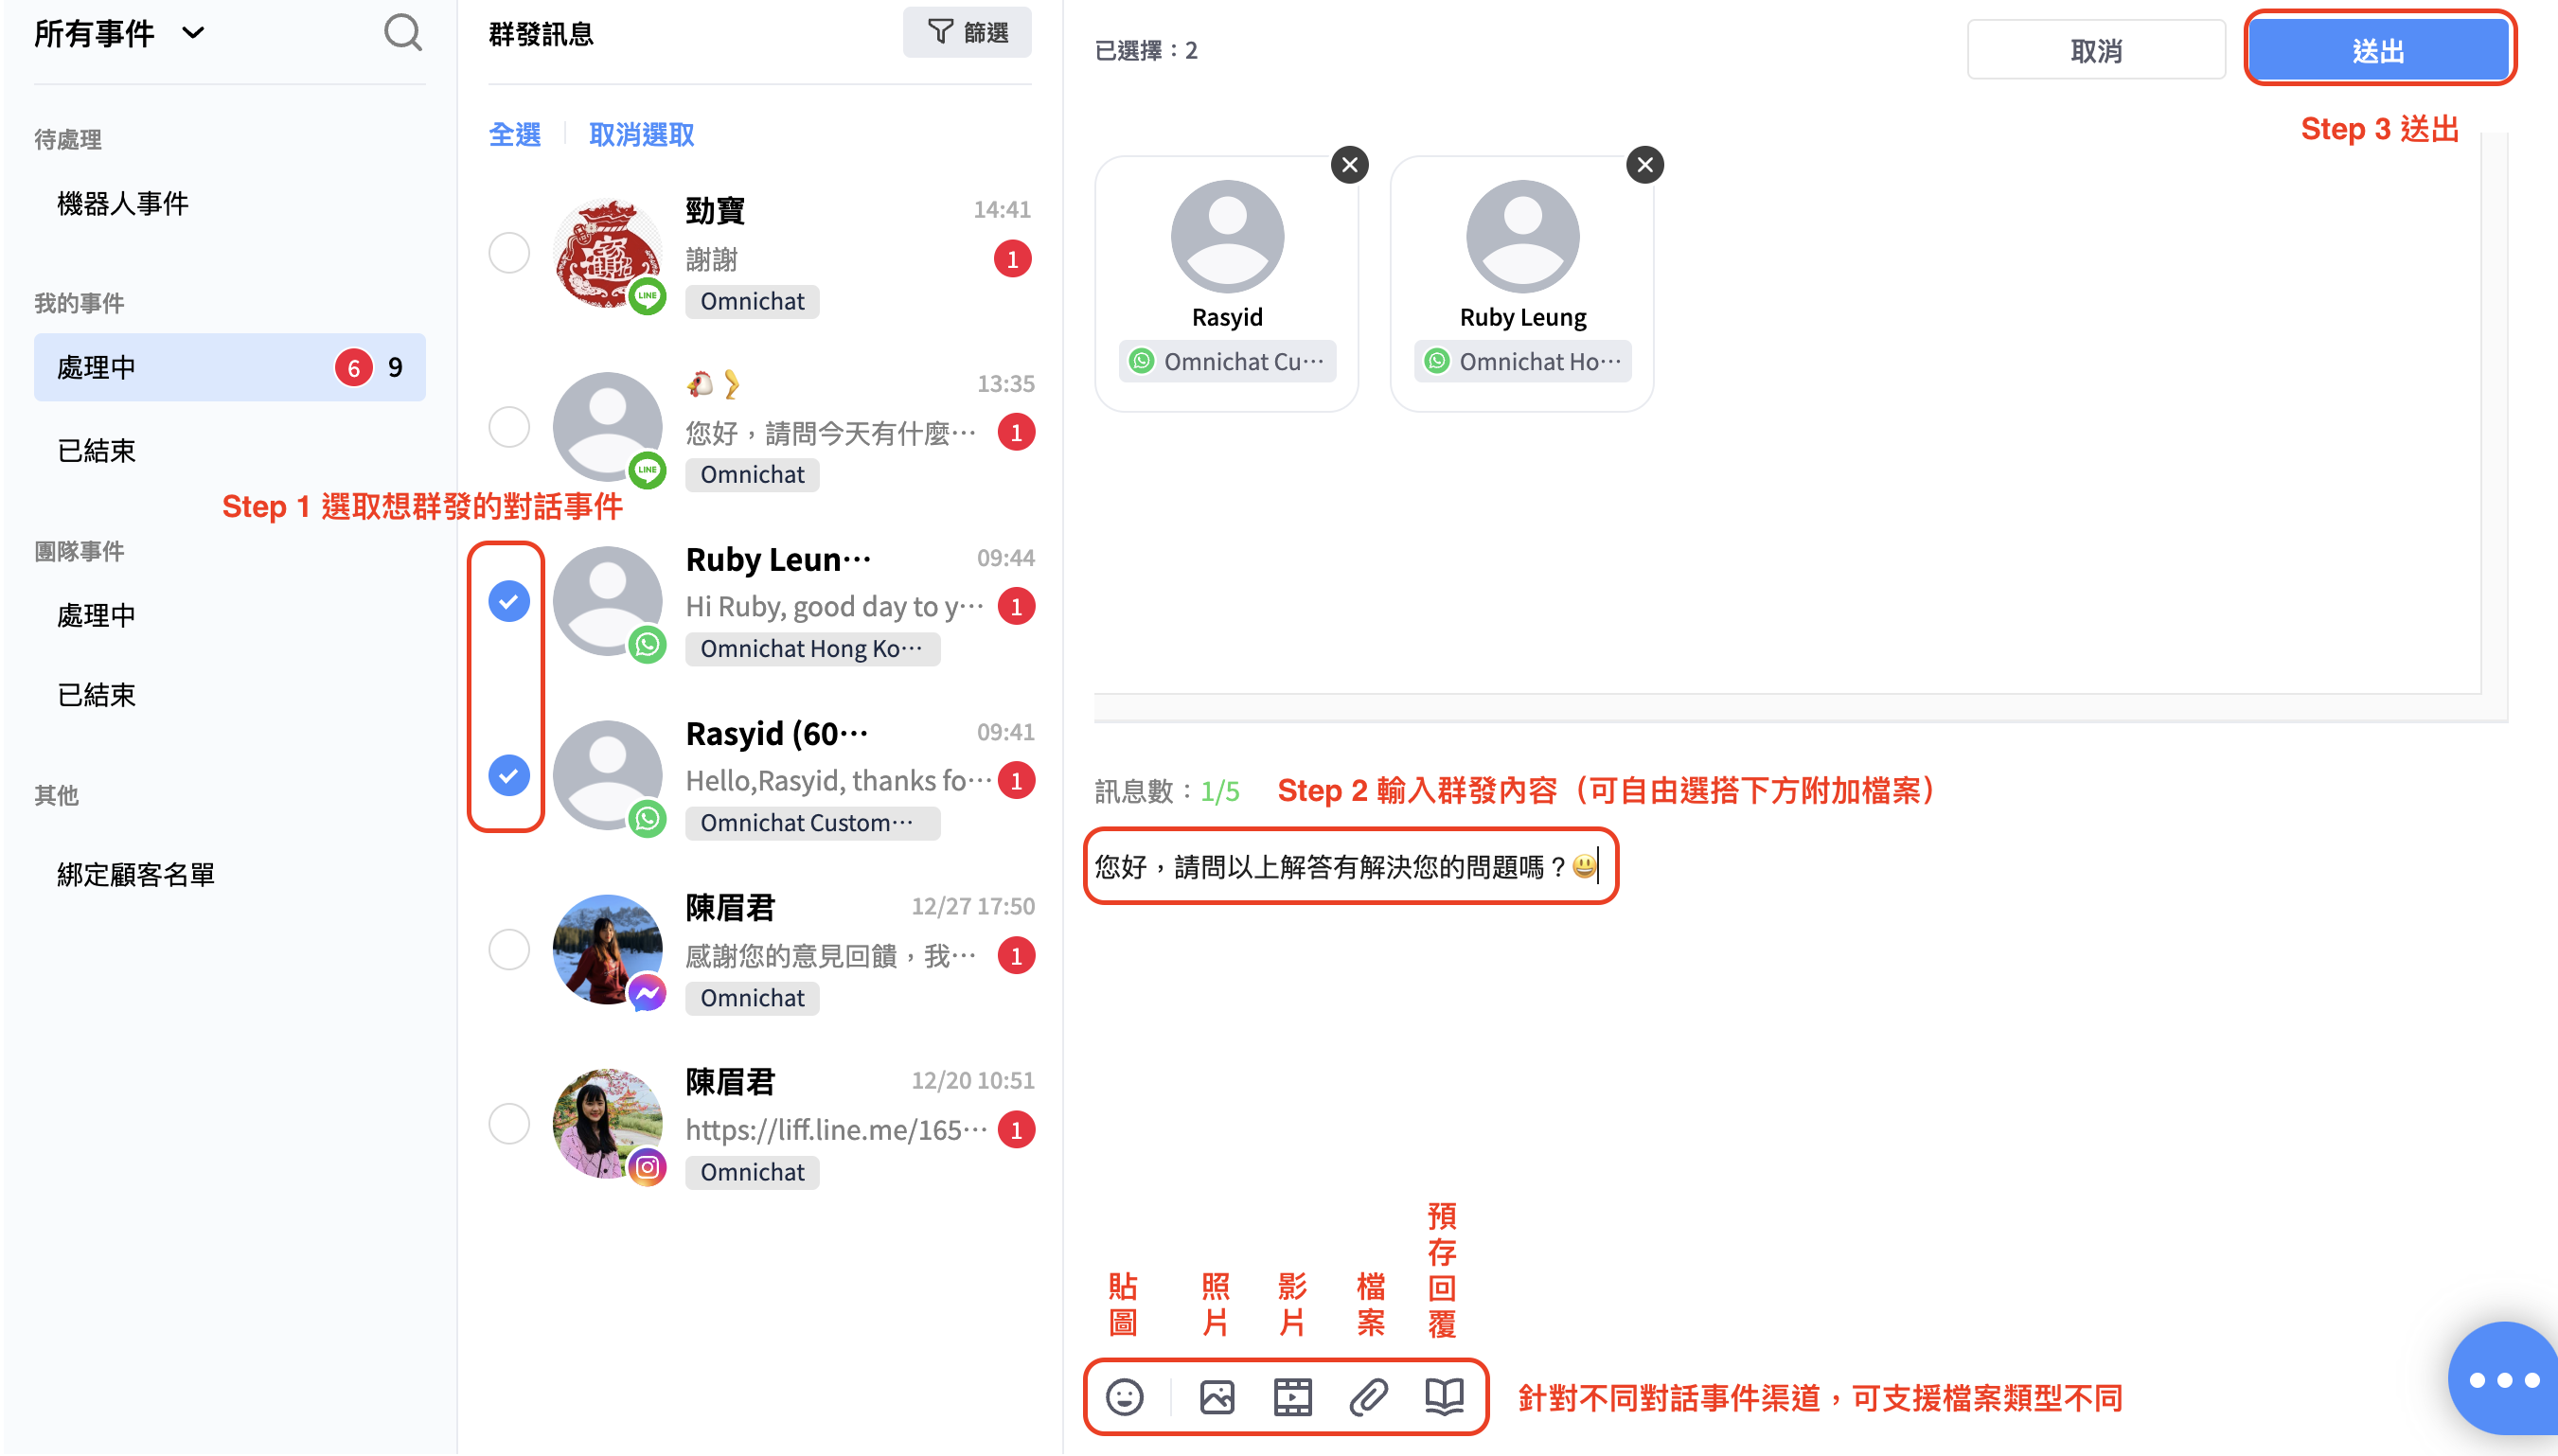 所有事件
待處理
機器人事件
我的事件
處理中 6 9
已結束
團隊事件
處理中
已結束
其他
綁定顧客名單
群發訊息
篩選
全選 取消選取
勁寶 14:41
謝謝 1
LINE
Omnichat
13:35
您好，請問今天有什麼… 1
LINE
Omnichat
Step 1 選取想群發的對話事件
Ruby Leun… 09:44
Hi Ruby, good day to y… 1
Omnichat Hong Ko…
Rasyid (60… 09:41
Hello,Rasyid, thanks fo… 1
Omnichat Custom…
陳眉君 12/27 17:50
感謝您的意見回饋，我… 1
Omnichat
陳眉君 12/20 10:51
https://liff.line.me/165… 1
Omnichat
已選擇：2
取消
送出
Step 3 送出
Rasyid
Omnichat Cu…
Ruby Leung
Omnichat Ho…
訊息數：1/5
Step 2 輸入群發內容（可自由選搭下方附加檔案）
您好，請問以上解答有解決您的問題嗎？😃
貼圖
照片
影片
檔案
預存回覆
針對不同對話事件渠道，可支援檔案類型不同